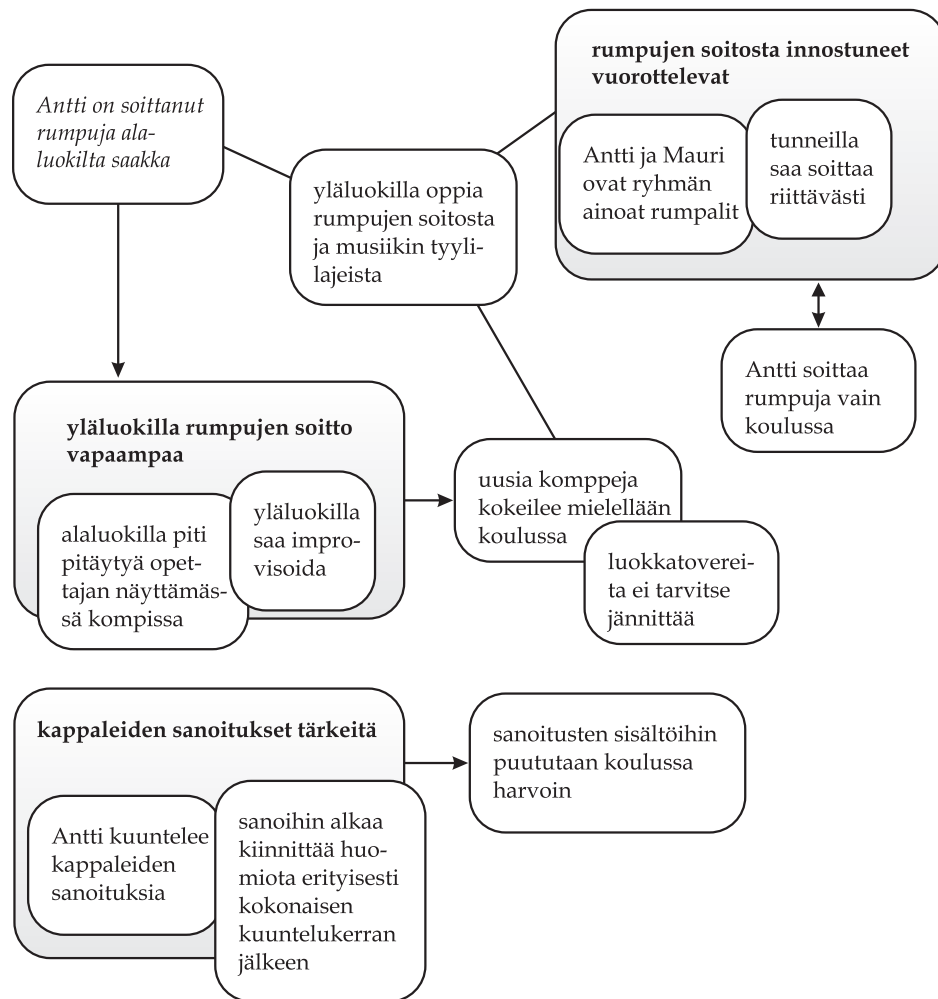 Antti on soittanut
rumpuja ala-
luokilta saakka
rumpujen soitosta innostuneet
vuorottelevat
Antti ja Mauri
ovat ryhmän
ainoat rumpalit
tunneilla
saa soittaa
riittävästi
yläluokilla oppia
rumpujen soitosta
ja musiikin tyyli-
lajeista
Antti soittaa
rumpuja vain
koulussa
yläluokilla rumpujen soitto
vapaampaa
alaluokilla piti
pitäytyä opet-
tajan näyttämäs-
sä kompissa
yläluokilla
saa impro-
visoida
uusia komppeja
kokeilee mielellään
koulussa
luokkatoverei-
ta ei tarvitse
jännittää
kappaleiden sanoitukset tärkeitä
Antti kuuntelee
kappaleiden
sanoituksia
sanoihin alkaa
kiinnittää huo-
miota erityisesti
kokonaisen
kuuntelukerran
jälkeen
sanoitusten sisältöihin
puututaan koulussa
harvoin